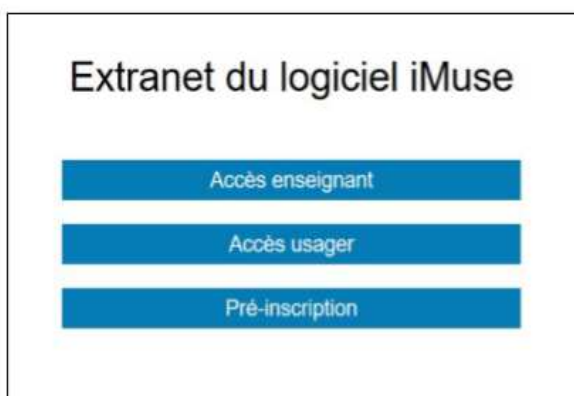 Extranet du logiciel iMuse
Accès enseignant
Accès usager
Pré-inscription